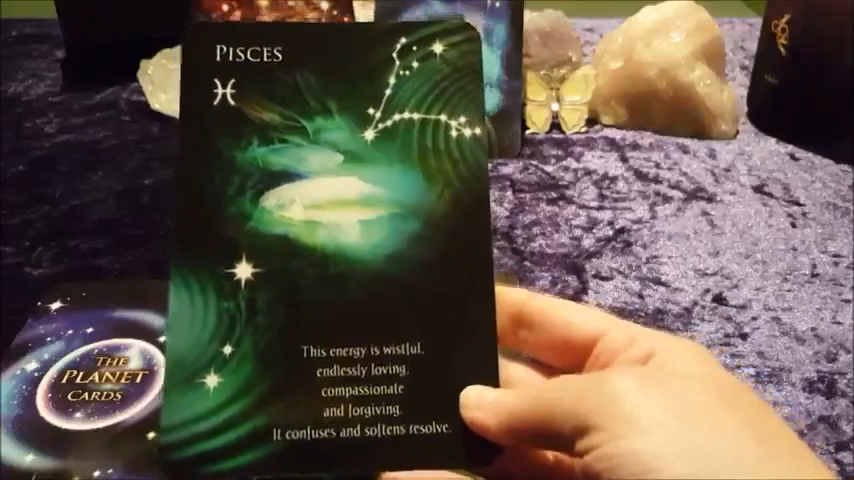 PISCES
♓
This energy is wistful,
endlessly loving,
compassionate
and forgiving.
It confuses and softens resolve.
THE
PLANET
CARDS